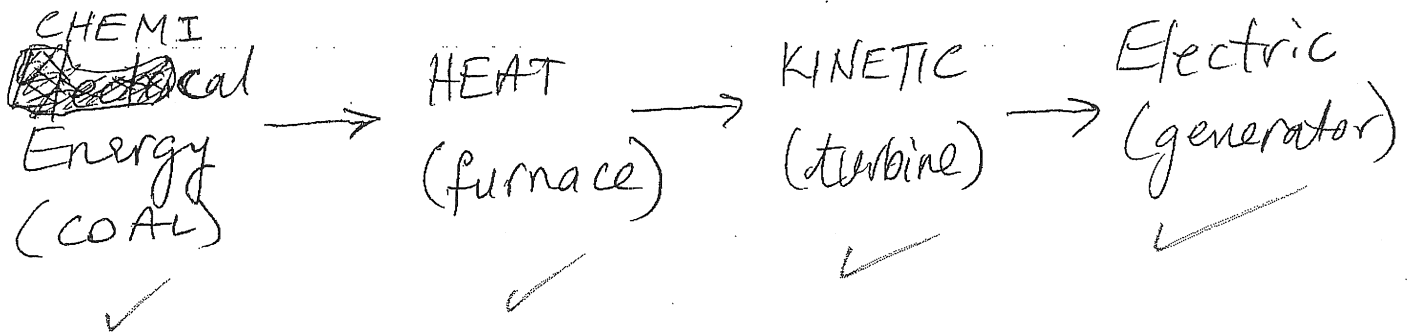 CHEMI
cal
Energy
(COAL)
HEAT
(furnace)
KINETIC
(turbine)
Electric
(generator)